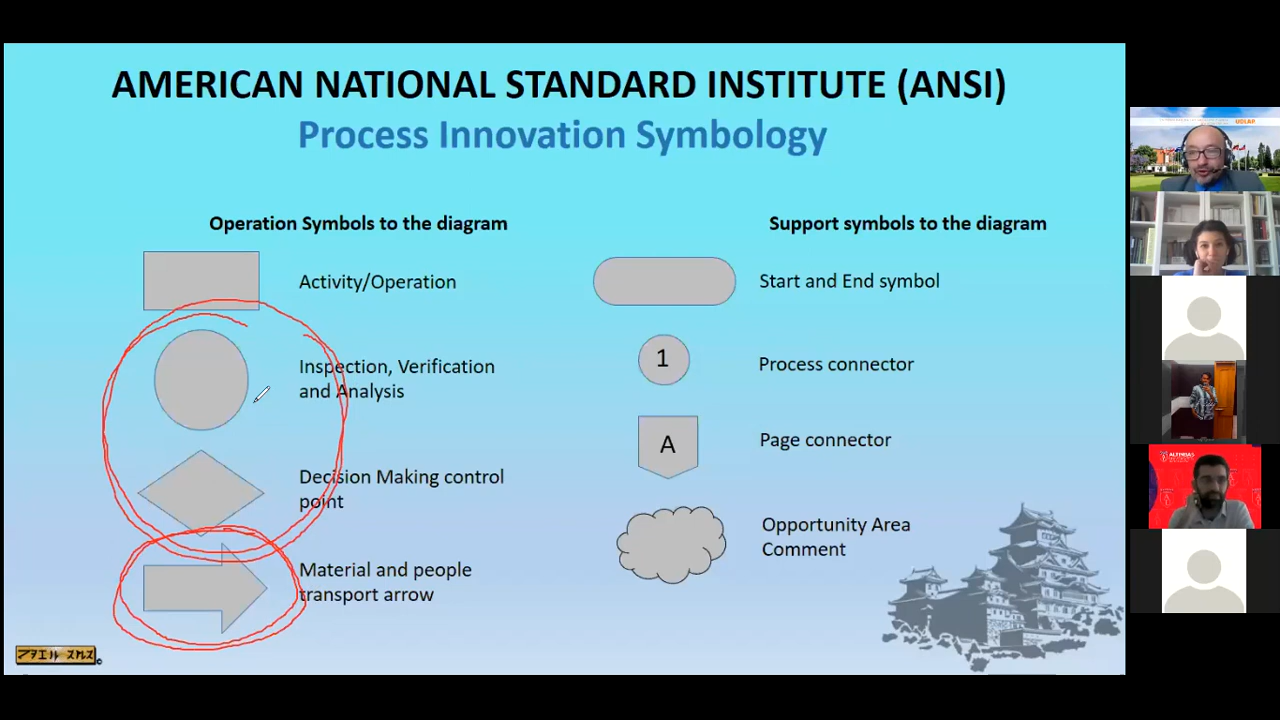 AMERICAN NATIONAL STANDARD INSTITUTE (ANSI)
Process Innovation Symbology
Operation Symbols to the diagram
Activity/Operation
Inspection, Verification
and Analysis
Decision Making control
point
Material and people
transport arrow
Support symbols to the diagram
Start and End symbol
1
Process connector
A
Page connector
Opportunity Area
Comment
UDLAP